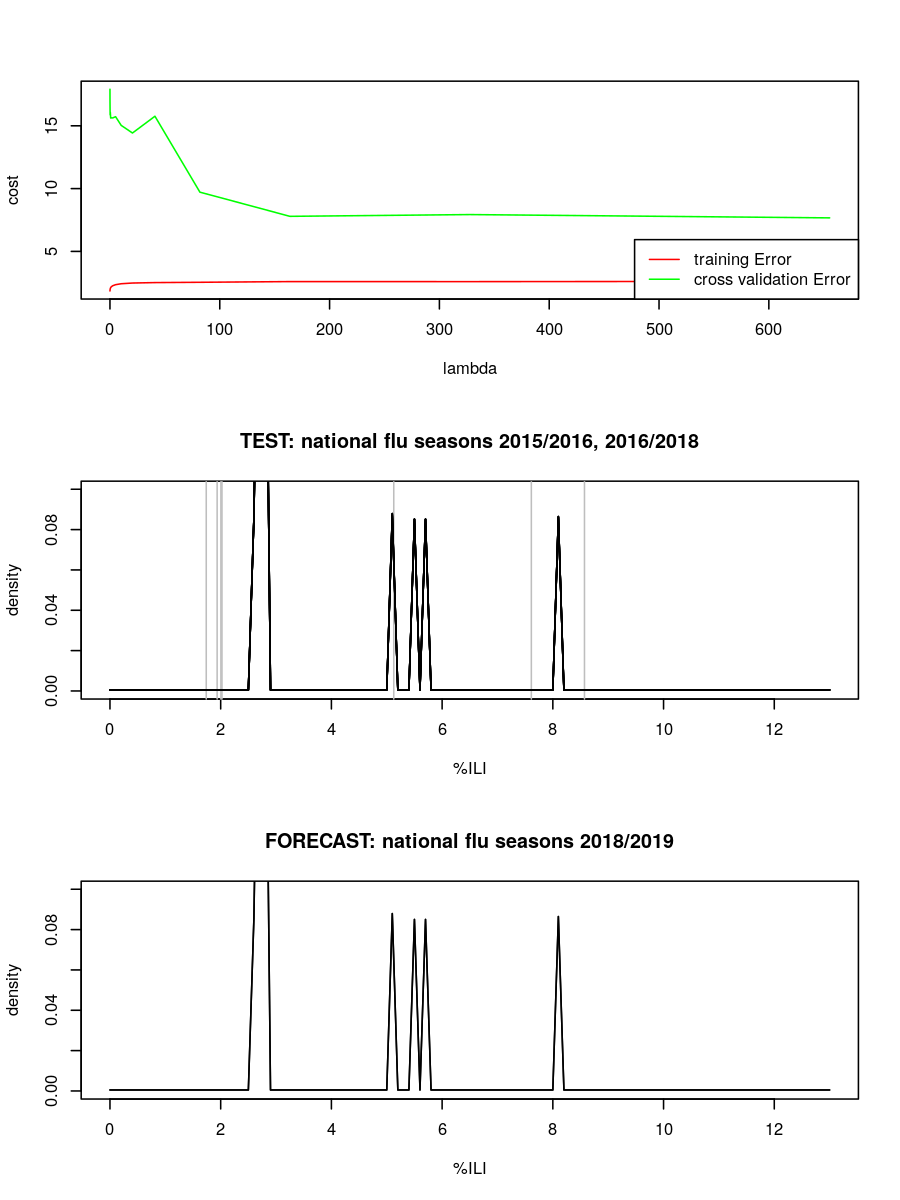 15
10
5
cost
training Error
cross validation Error
0 100 200 300 400 500 600
lambda
TEST: national flu seasons 2015/2016, 2016/2018
0.08
0.04
0.00
density
0 2 4 6 8 10 12
%ILI
FORECAST: national flu seasons 2018/2019
0.08
0.04
0.00
density
0 2 4 6 8 10 12
%ILI